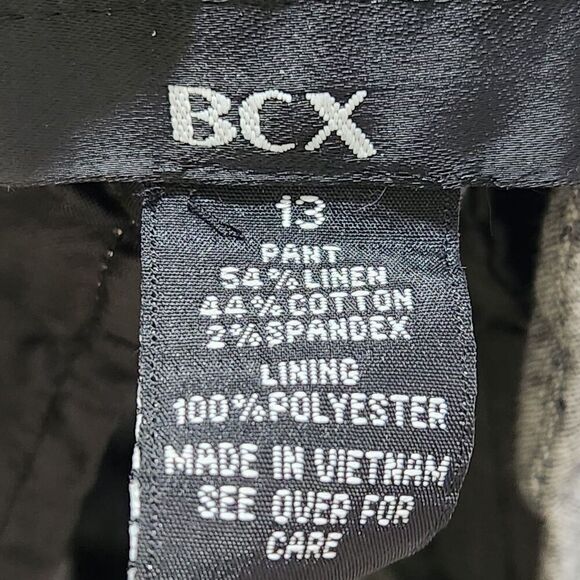 BCX
13
PANT
54% LINEN
44% COTTON
2% SPANDEX
LINING
100% POLYESTER
MADE IN VIETNAM
SEE OVER FOR
CARE